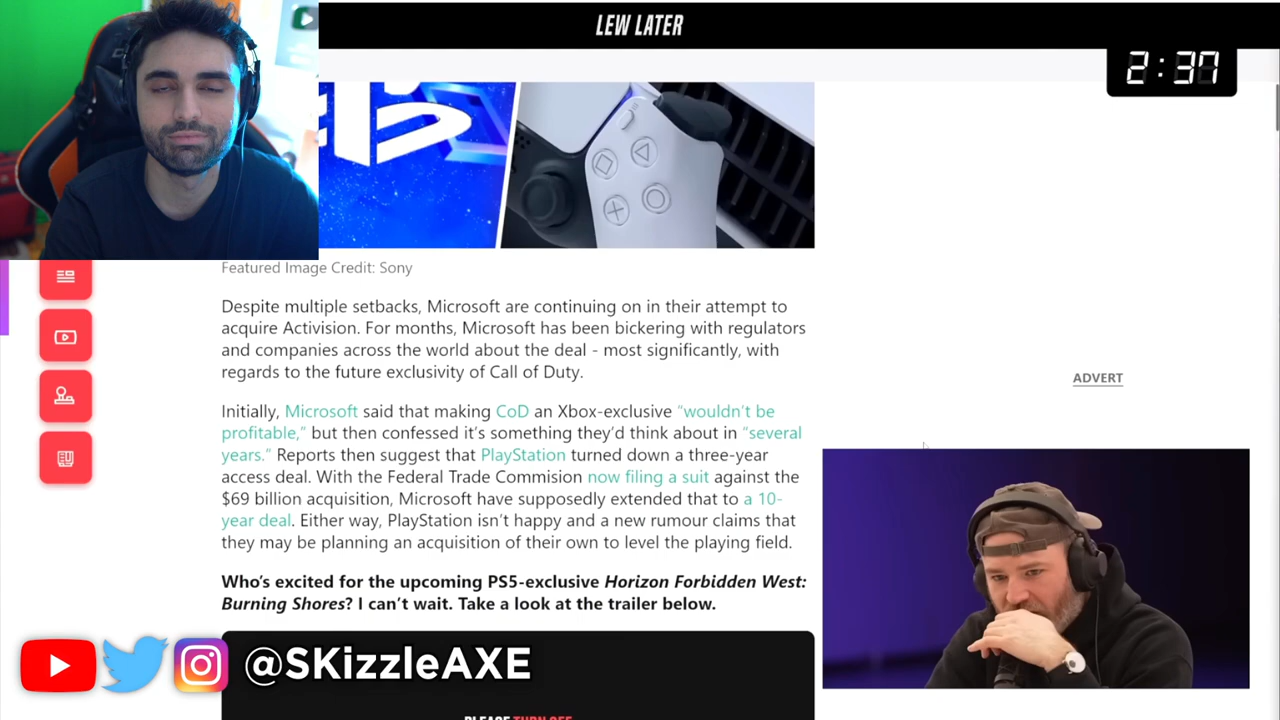 LEW LATER
2:37
Featured Image Credit: Sony
Despite multiple setbacks, Microsoft are continuing on in their attempt to
acquire Activision. For months, Microsoft has been bickering with regulators
and companies across the world about the deal - most significantly, with
regards to the future exclusivity of Call of Duty.
ADVERT
Initially, Microsoft said that making CoD an Xbox-exclusive "wouldn't be
profitable," but then confessed it's something they'd think about in "several
years." Reports then suggest that PlayStation turned down a three-year
access deal. With the Federal Trade Commision now filing a suit against the
$69 billion acquisition, Microsoft have supposedly extended that to a 10-
year deal. Either way, PlayStation isn't happy and a new rumour claims that
they may be planning an acquisition of their own to level the playing field.
Who's excited for the upcoming PS5-exclusive Horizon Forbidden West:
Burning Shores? I can't wait. Take a look at the trailer below.
@SKizzleAXE
PLEASE TURN OFF